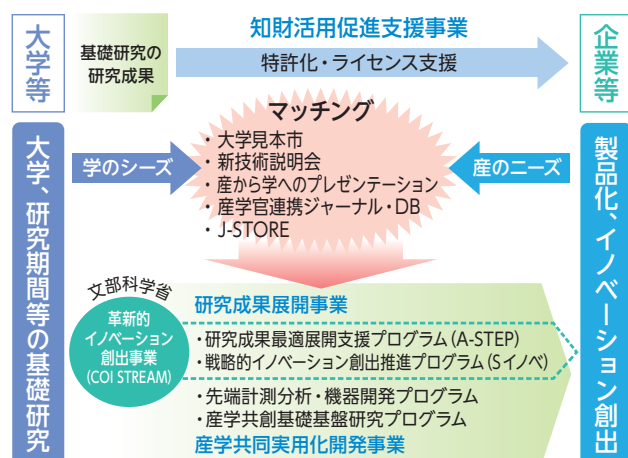 大学等
基礎研究の
研究成果
知財活用促進支援事業
特許化・ライセンス支援
企業等
大学、研究期間等の基礎研究
学のシーズ
マッチング
・大学見本市
・新技術説明会
・産から学へのプレゼンテーション
・産学官連携ジャーナル・DB
・J-STORE
産のニーズ
製品化、イノベーション創出
文部科学省
革新的
イノベーション
創出事業
(COI STREAM)
研究成果展開事業
・研究成果最適展開支援プログラム(A-STEP)
・戦略的イノベーション創出推進プログラム(Sイノベ)
・先端計測分析・機器開発プログラム
・産学共創基礎基盤研究プログラム
産学共同実用化開発事業